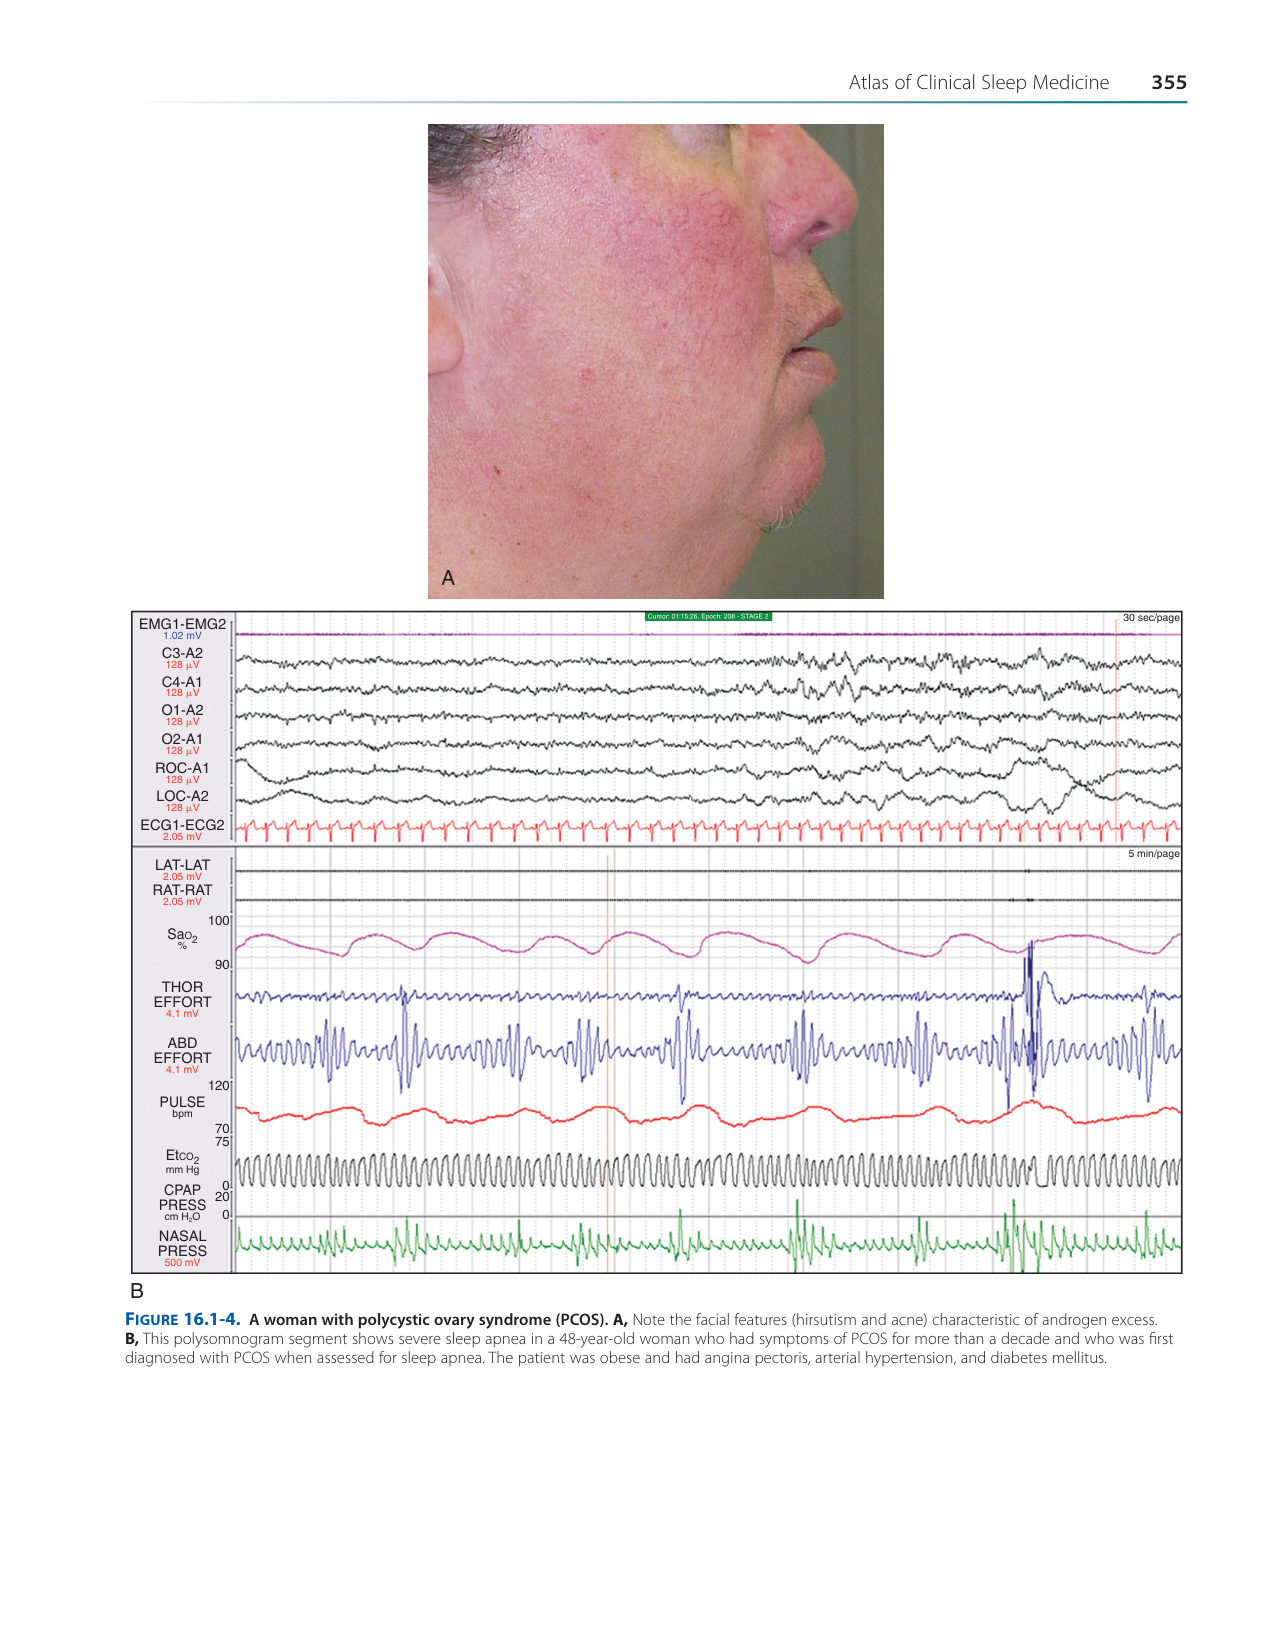 Atlas of Clinical Sleep Medicine 355
A
Cursor: 01:15:26, Epoch: 208 - STAGE 2
30 sec/page
EMG1-EMG2
1.02 mV
C3-A2
128 µV
C4-A1
128 µV
O1-A2
128 µV
O2-A1
128 µV
ROC-A1
128 µV
LOC-A2
128 µV
ECG1-ECG2
2.05 mV
5 min/page
LAT-LAT
2.05 mV
RAT-RAT
2.05 mV
100
SaO2
%
90
THOR
EFFORT
4.1 mV
ABD
EFFORT
4.1 mV
120
PULSE
bpm
70
75
EtCO2
mm Hg
0
CPAP
20
PRESS
cm H2O
0
NASAL
PRESS
500 mV
B
FIGURE 16.1-4. A woman with polycystic ovary syndrome (PCOS). A, Note the facial features (hirsutism and acne) characteristic of androgen excess.
B, This polysomnogram segment shows severe sleep apnea in a 48-year-old woman who had symptoms of PCOS for more than a decade and who was first
diagnosed with PCOS when assessed for sleep apnea. The patient was obese and had angina pectoris, arterial hypertension, and diabetes mellitus.